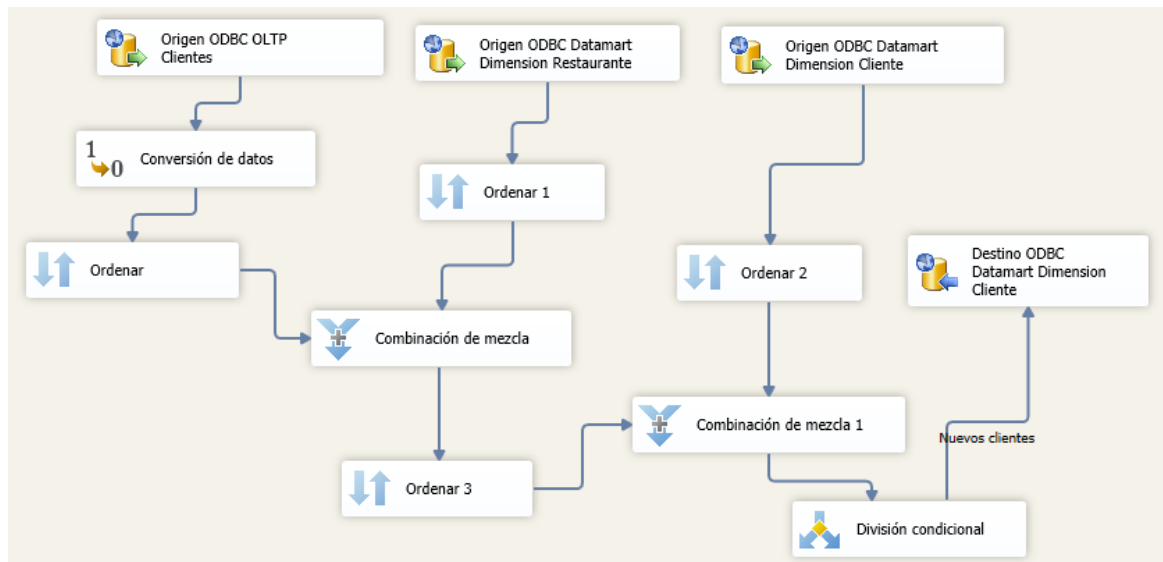 Origen ODBC OLTP
Clientes
Origen ODBC Datamart
Dimension Restaurante
Origen ODBC Datamart
Dimension Cliente
1
0
Conversión de datos
Ordenar 1
Ordenar
Ordenar 2
Destino ODBC
Datamart Dimension
Cliente
Combinación de mezcla
Combinación de mezcla 1
Nuevos clientes
Ordenar 3
División condicional